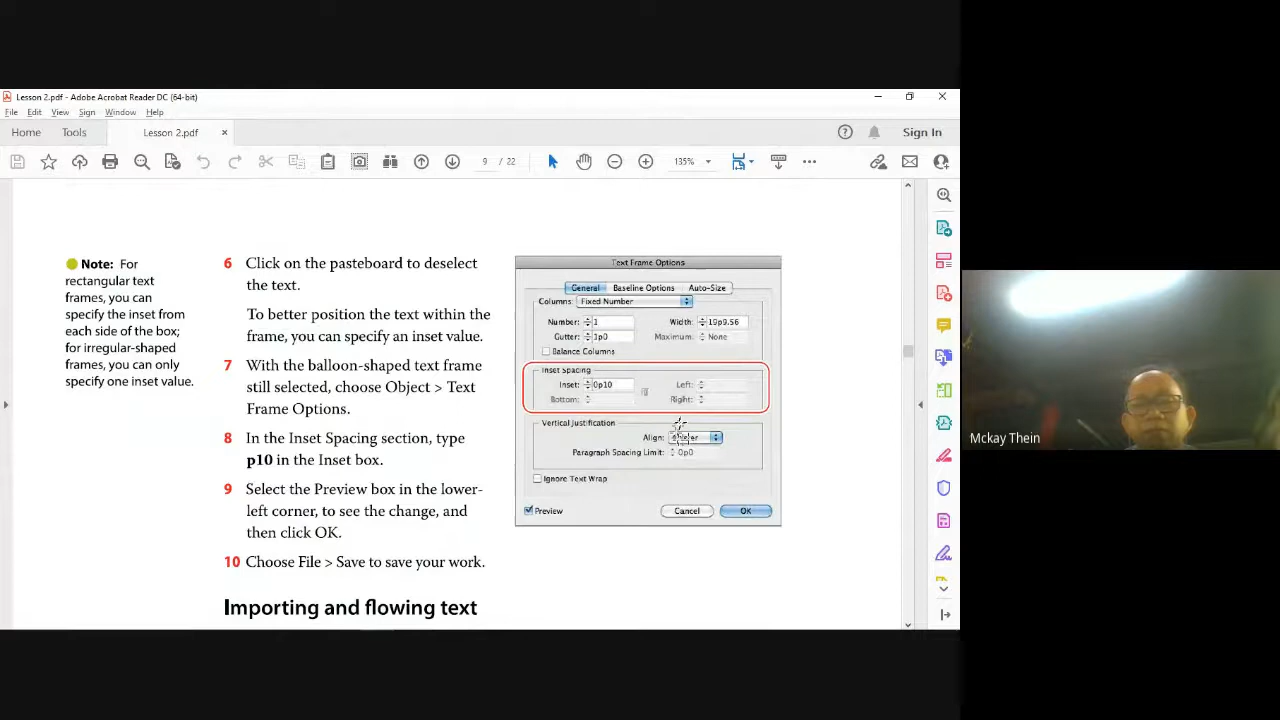 Lesson 2.pdf - Adobe Acrobat Reader DC (64-bit)
File Edit View Sign Window Help
Home Tools Lesson 2.pdf × Sign In
9 / 22 135%
Note: For
rectangular text
frames, you can
specify the inset from
each side of the box;
for irregular-shaped
frames, you can only
specify one inset value.
6 Click on the pasteboard to deselect
the text.
To better position the text within the
frame, you can specify an inset value.
7 With the balloon-shaped text frame
still selected, choose Object > Text
Frame Options.
8 In the Inset Spacing section, type
p10 in the Inset box.
9 Select the Preview box in the lower-
left corner, to see the change, and
then click OK.
10 Choose File > Save to save your work.
Importing and flowing text
Text Frame Options
General Baseline Options Auto-Size
Columns: Fixed Number
Number: 1 Width: 19p9.56
Gutter: 1p0 Maximum: None
Balance Columns
Inset Spacing
Inset: 0p10 Left:
Bottom: Right:
Vertical Justification
Align:
Paragraph Spacing Limit: 0p0
Ignore Text Wrap
Preview Cancel OK
Mckay Thein